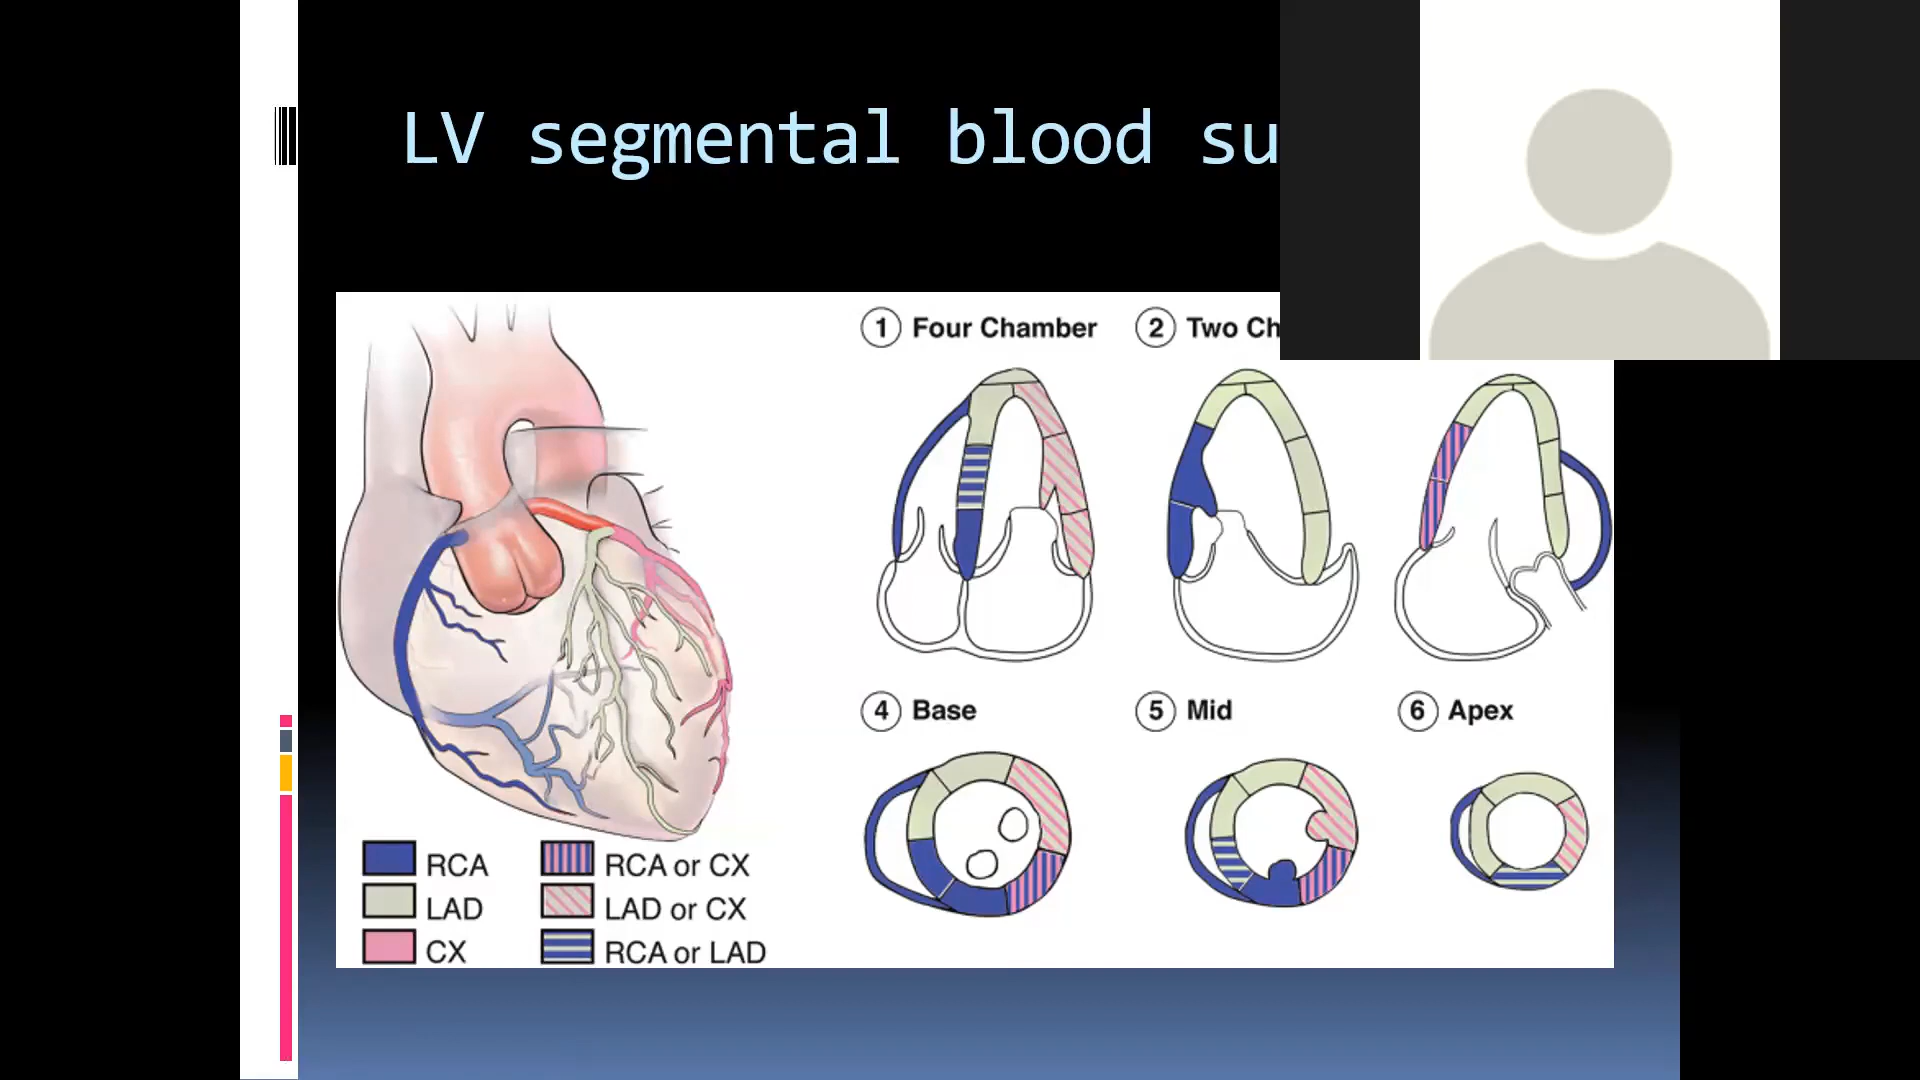 LV segmental blood su
1 Four Chamber
2 Two Ch
4 Base
5 Mid
6 Apex
RCA
LAD
CX
RCA or CX
LAD or CX
RCA or LAD